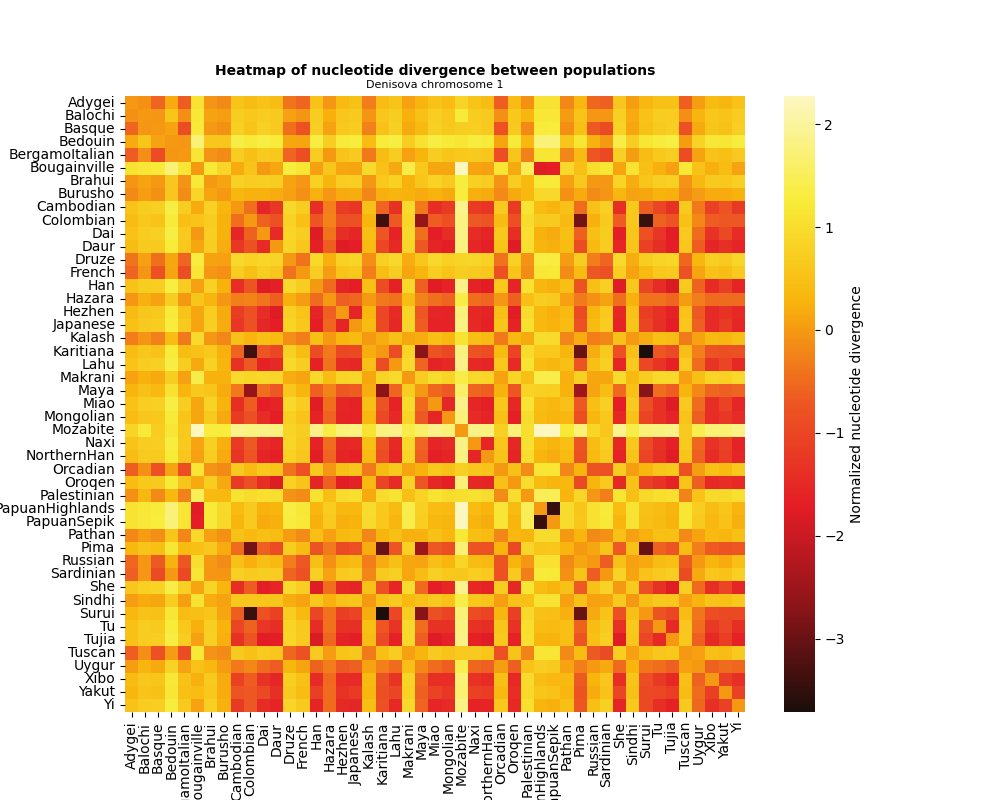 Heatmap of nucleotide divergence between populations
Denisova chromosome 1
Adygei
Balochi
Basque
Bedouin
BergamoItalian
Bougainville
Brahui
Burusho
Cambodian
Colombian
Dai
Daur
Druze
French
Han
Hazara
Hezhen
Japanese
Kalash
Karitiana
Lahu
Makrani
Maya
Miao
Mongolian
Mozabite
Naxi
NorthernHan
Orcadian
Oroqen
Palestinian
PapuanHighlands
PapuanSepik
Pathan
Pima
Russian
Sardinian
She
Sindhi
Surui
Tu
Tujia
Tuscan
Uygur
Xibo
Yakut
Yi
Adygei
Balochi
Basque
Bedouin
amoItalian
ougainville
Brahui
Burusho
Cambodian
Colombian
Dai
Daur
Druze
French
Han
Hazara
Hezhen
Japanese
Kalash
Karitiana
Lahu
Makrani
Maya
Miao
Mongolian
Mozabite
Naxi
orthernHan
Orcadian
Oroqen
Palestinian
nHighlands
apuanSepik
Pathan
Pima
Russian
Sardinian
She
Sindhi
Surui
Tu
Tujia
Tuscan
Uygur
Xibo
Yakut
Yi
2
1
0
−1
−2
−3
Normalized nucleotide divergence